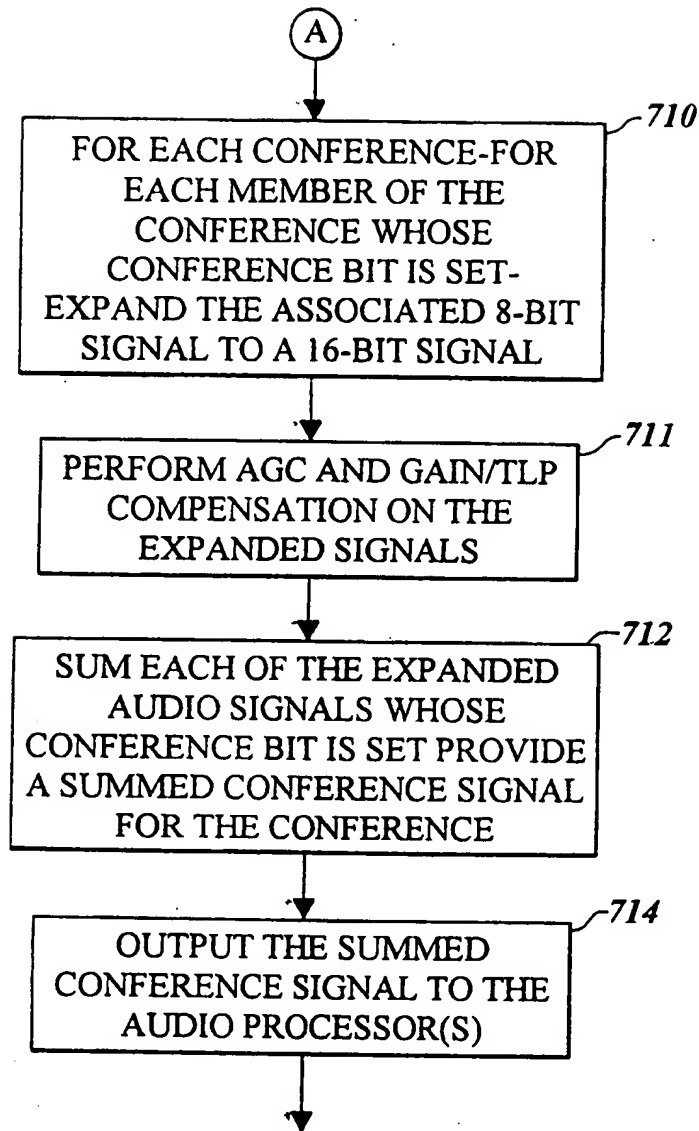 A
710
FOR EACH CONFERENCE-FOR
EACH MEMBER OF THE
CONFERENCE WHOSE
CONFERENCE BIT IS SET-
EXPAND THE ASSOCIATED 8-BIT
SIGNAL TO A 16-BIT SIGNAL
711
PERFORM AGC AND GAIN/TLP
COMPENSATION ON THE
EXPANDED SIGNALS
712
SUM EACH OF THE EXPANDED
AUDIO SIGNALS WHOSE
CONFERENCE BIT IS SET PROVIDE
A SUMMED CONFERENCE SIGNAL
FOR THE CONFERENCE
714
OUTPUT THE SUMMED
CONFERENCE SIGNAL TO THE
AUDIO PROCESSOR(S)